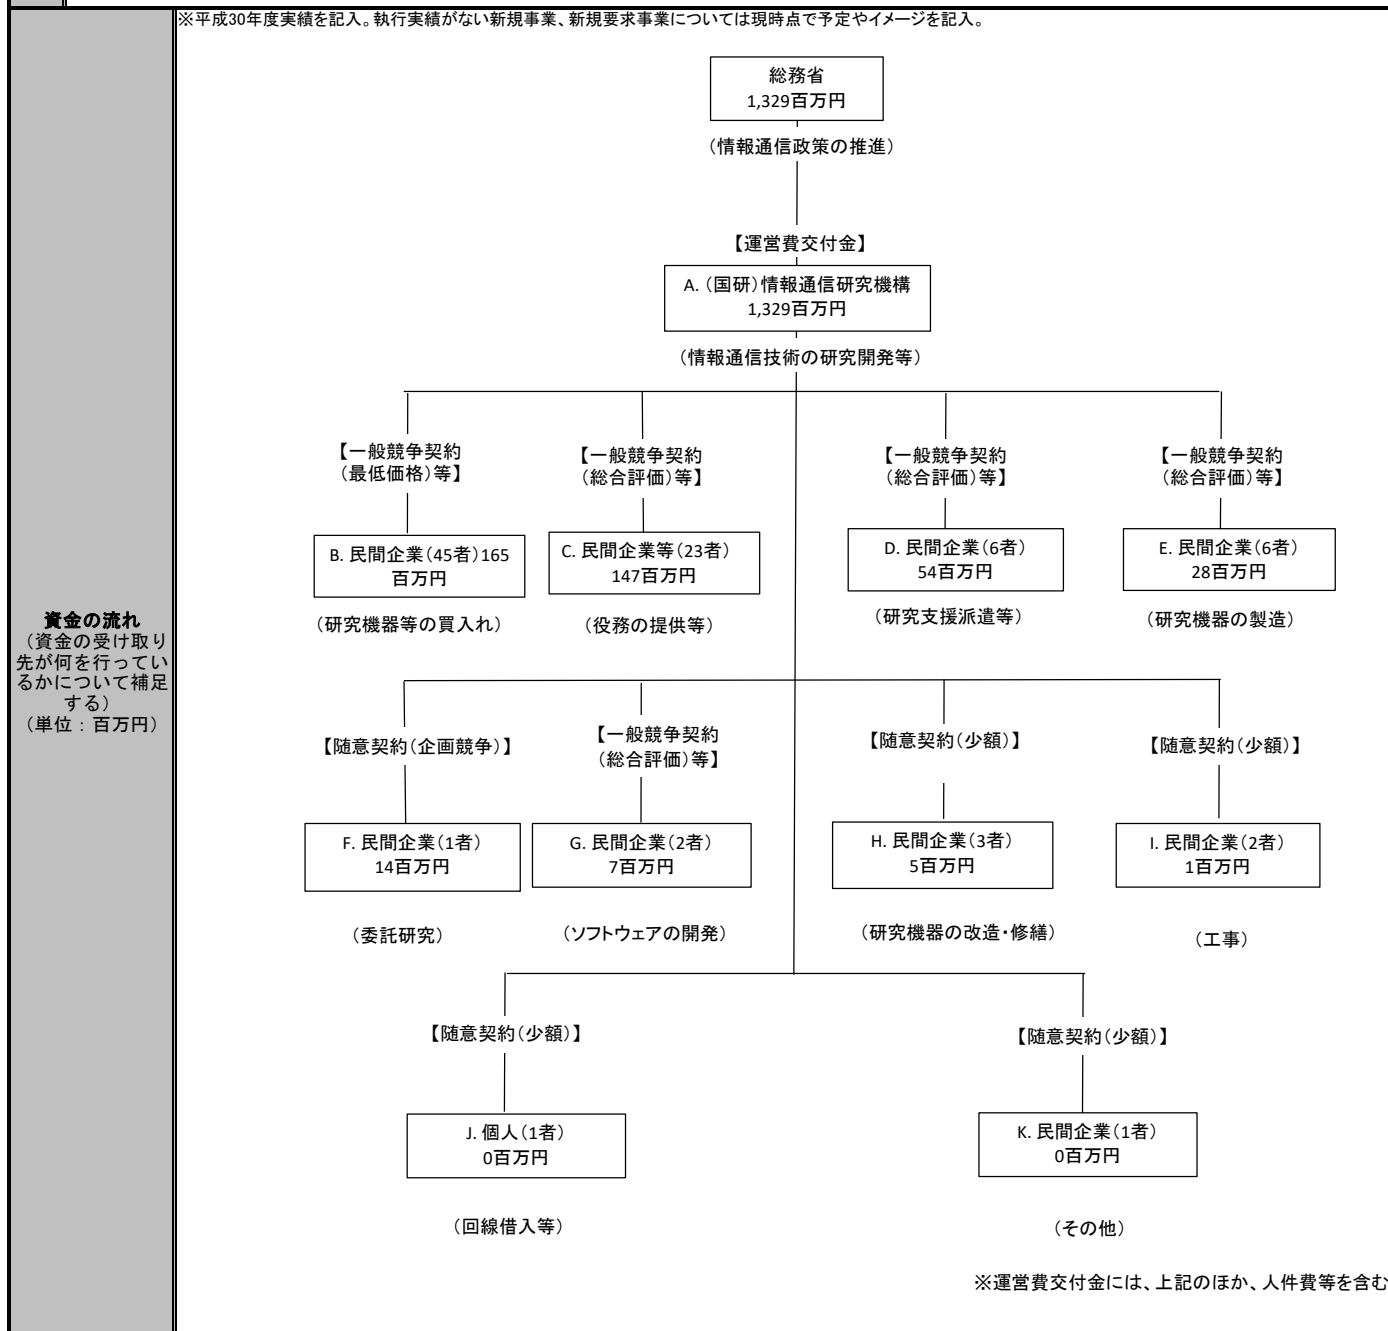 ※平成30年度実績を記入。執行実績がない新規事業、新規要求事業については現時点で予定やイメージを記入。
資金の流れ
（資金の受け取り
先が何を行ってい
るかについて補足
する）
（単位：百万円）
総務省
1,329百万円
（情報通信政策の推進）
【運営費交付金】
A.（国研）情報通信研究機構
1,329百万円
（情報通信技術の研究開発等）
【一般競争契約
（最低価格）等】
B. 民間企業（45者）165
百万円
（研究機器等の買入れ）
【一般競争契約
（総合評価）等】
C. 民間企業等（23者）
147百万円
（役務の提供等）
【一般競争契約
（総合評価）等】
D. 民間企業（6者）
54百万円
（研究支援派遣等）
【一般競争契約
（総合評価）等】
E. 民間企業（6者）
28百万円
（研究機器の製造）
【随意契約（企画競争）】
F. 民間企業（1者）
14百万円
（委託研究）
【一般競争契約
（総合評価）等】
G. 民間企業（2者）
7百万円
（ソフトウェアの開発）
【随意契約（少額）】
H. 民間企業（3者）
5百万円
（研究機器の改造・修繕）
【随意契約（少額）】
I. 民間企業（2者）
1百万円
（工事）
【随意契約（少額）】
J. 個人（1者）
0百万円
（回線借入等）
【随意契約（少額）】
K. 民間企業（1者）
0百万円
（その他）
※運営費交付金には、上記のほか、人件費等を含む